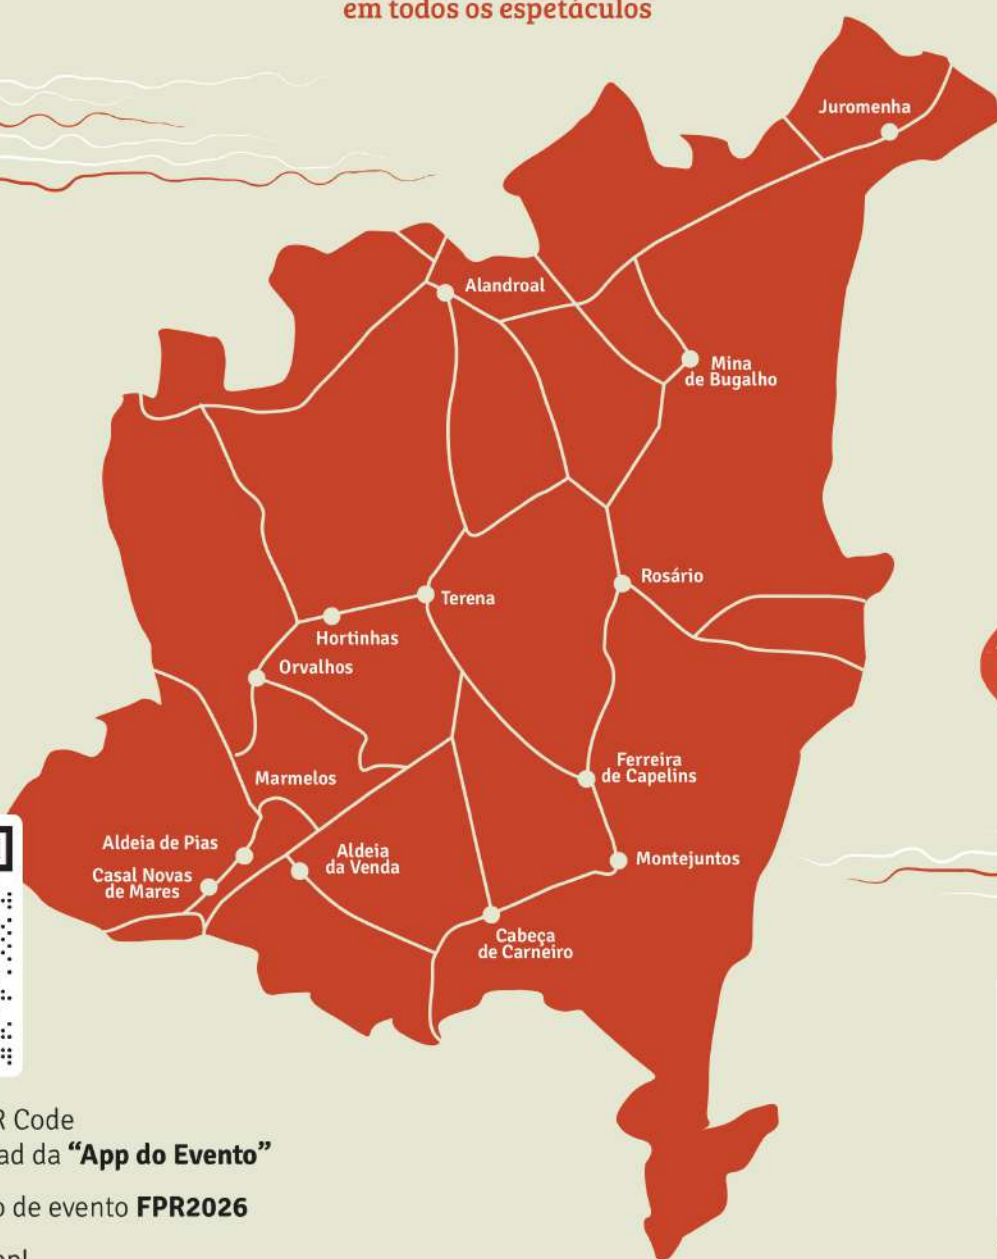 em todos os espetáculos
Juromenha
Alandroal
Mina
de Bugalho
Rosário
Terena
Hortinhas
Orvalhos
Ferreira
de Capelins
Marmelos
Aldeia de Pias
Aldeia
da Venda
Montejuntos
Casal Novas
de Mares
Cabeça
de Carneiro
R Code
ad da “App do Evento”
o de evento FPR2026